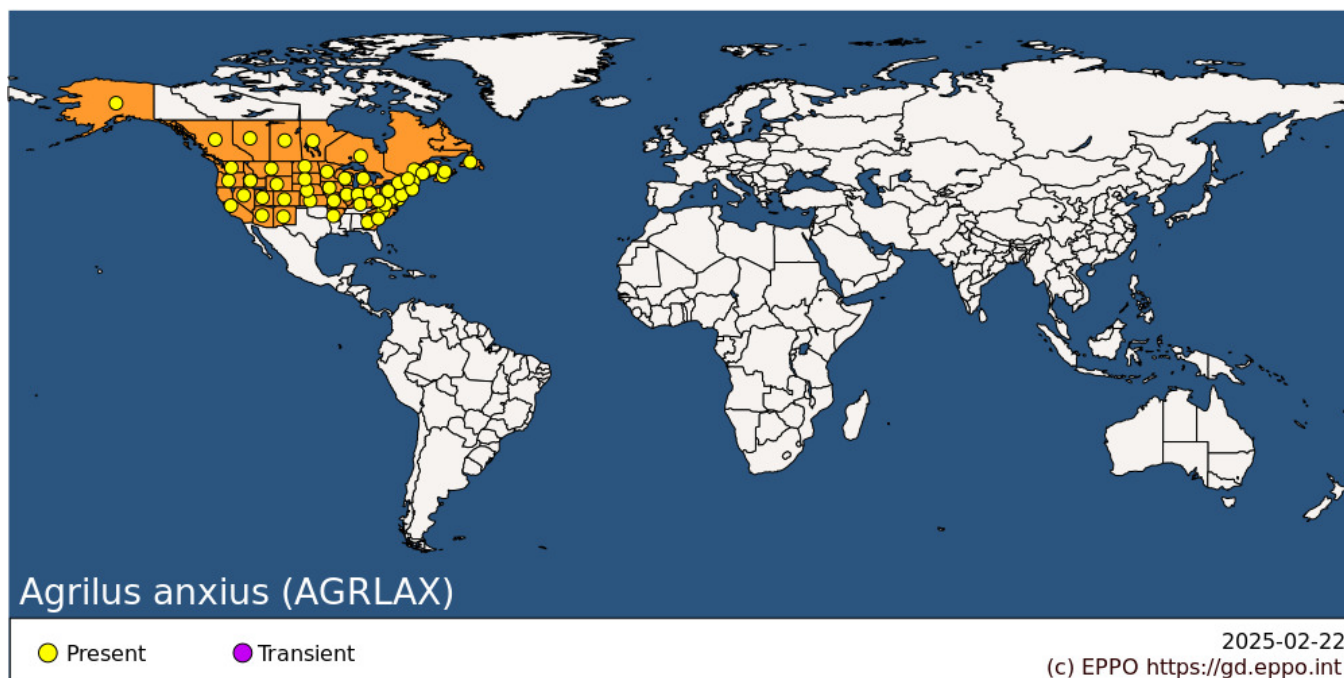 Agrilus anxius (AGRLAX)
Present
Transient
2025-02-22
(c) EPPO https://gd.eppo.int